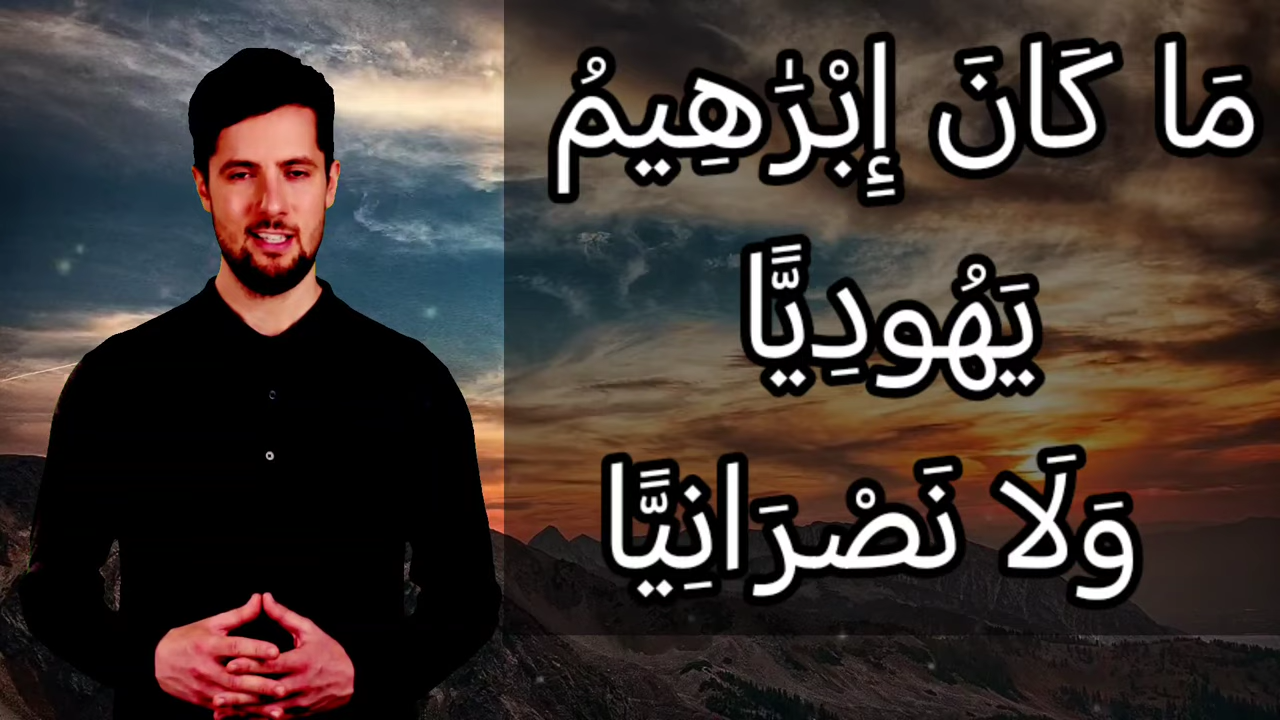 مَا كَانَ إِبْرَٰهِيمُ
يَهُودِيًّا
وَلَا نَصْرَانِيًّا